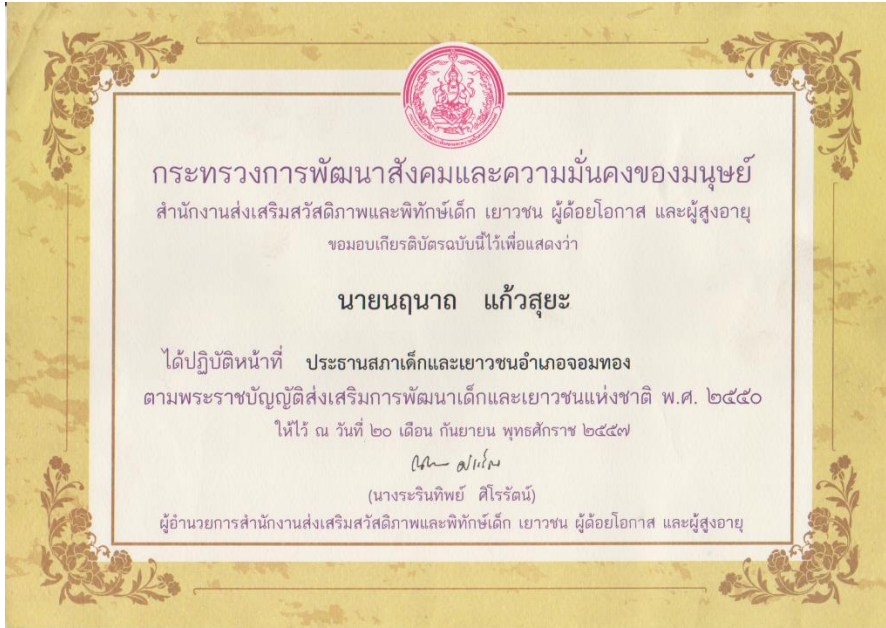 กระทรวงการพัฒนาสังคมและความมั่นคงของมนุษย์
สำนักงานส่งเสริมสวัสดิภาพและพิทักษ์เด็ก เยาวชน ผู้ด้อยโอกาส และผู้สูงอายุ
ขอมอบเกียรติบัตรฉบับนี้ไว้เพื่อแสดงว่า
นายนฤนาถ แก้วสุยะ
ได้ปฏิบัติหน้าที่ ประธานสภาเด็กและเยาวชนอำเภอจอมทอง
ตามพระราชบัญญัติส่งเสริมการพัฒนาเด็กและเยาวชนแห่งชาติ พ.ศ. ๒๕๕๐
ให้ไว้ ณ วันที่ ๒๐ เดือน กันยายน พุทธศักราช ๒๕๕๗
(นางระรินทิพย์ ศิโรรัตน์)
ผู้อำนวยการสำนักงานส่งเสริมสวัสดิภาพและพิทักษ์เด็ก เยาวชน ผู้ด้อยโอกาส และผู้สูงอายุ